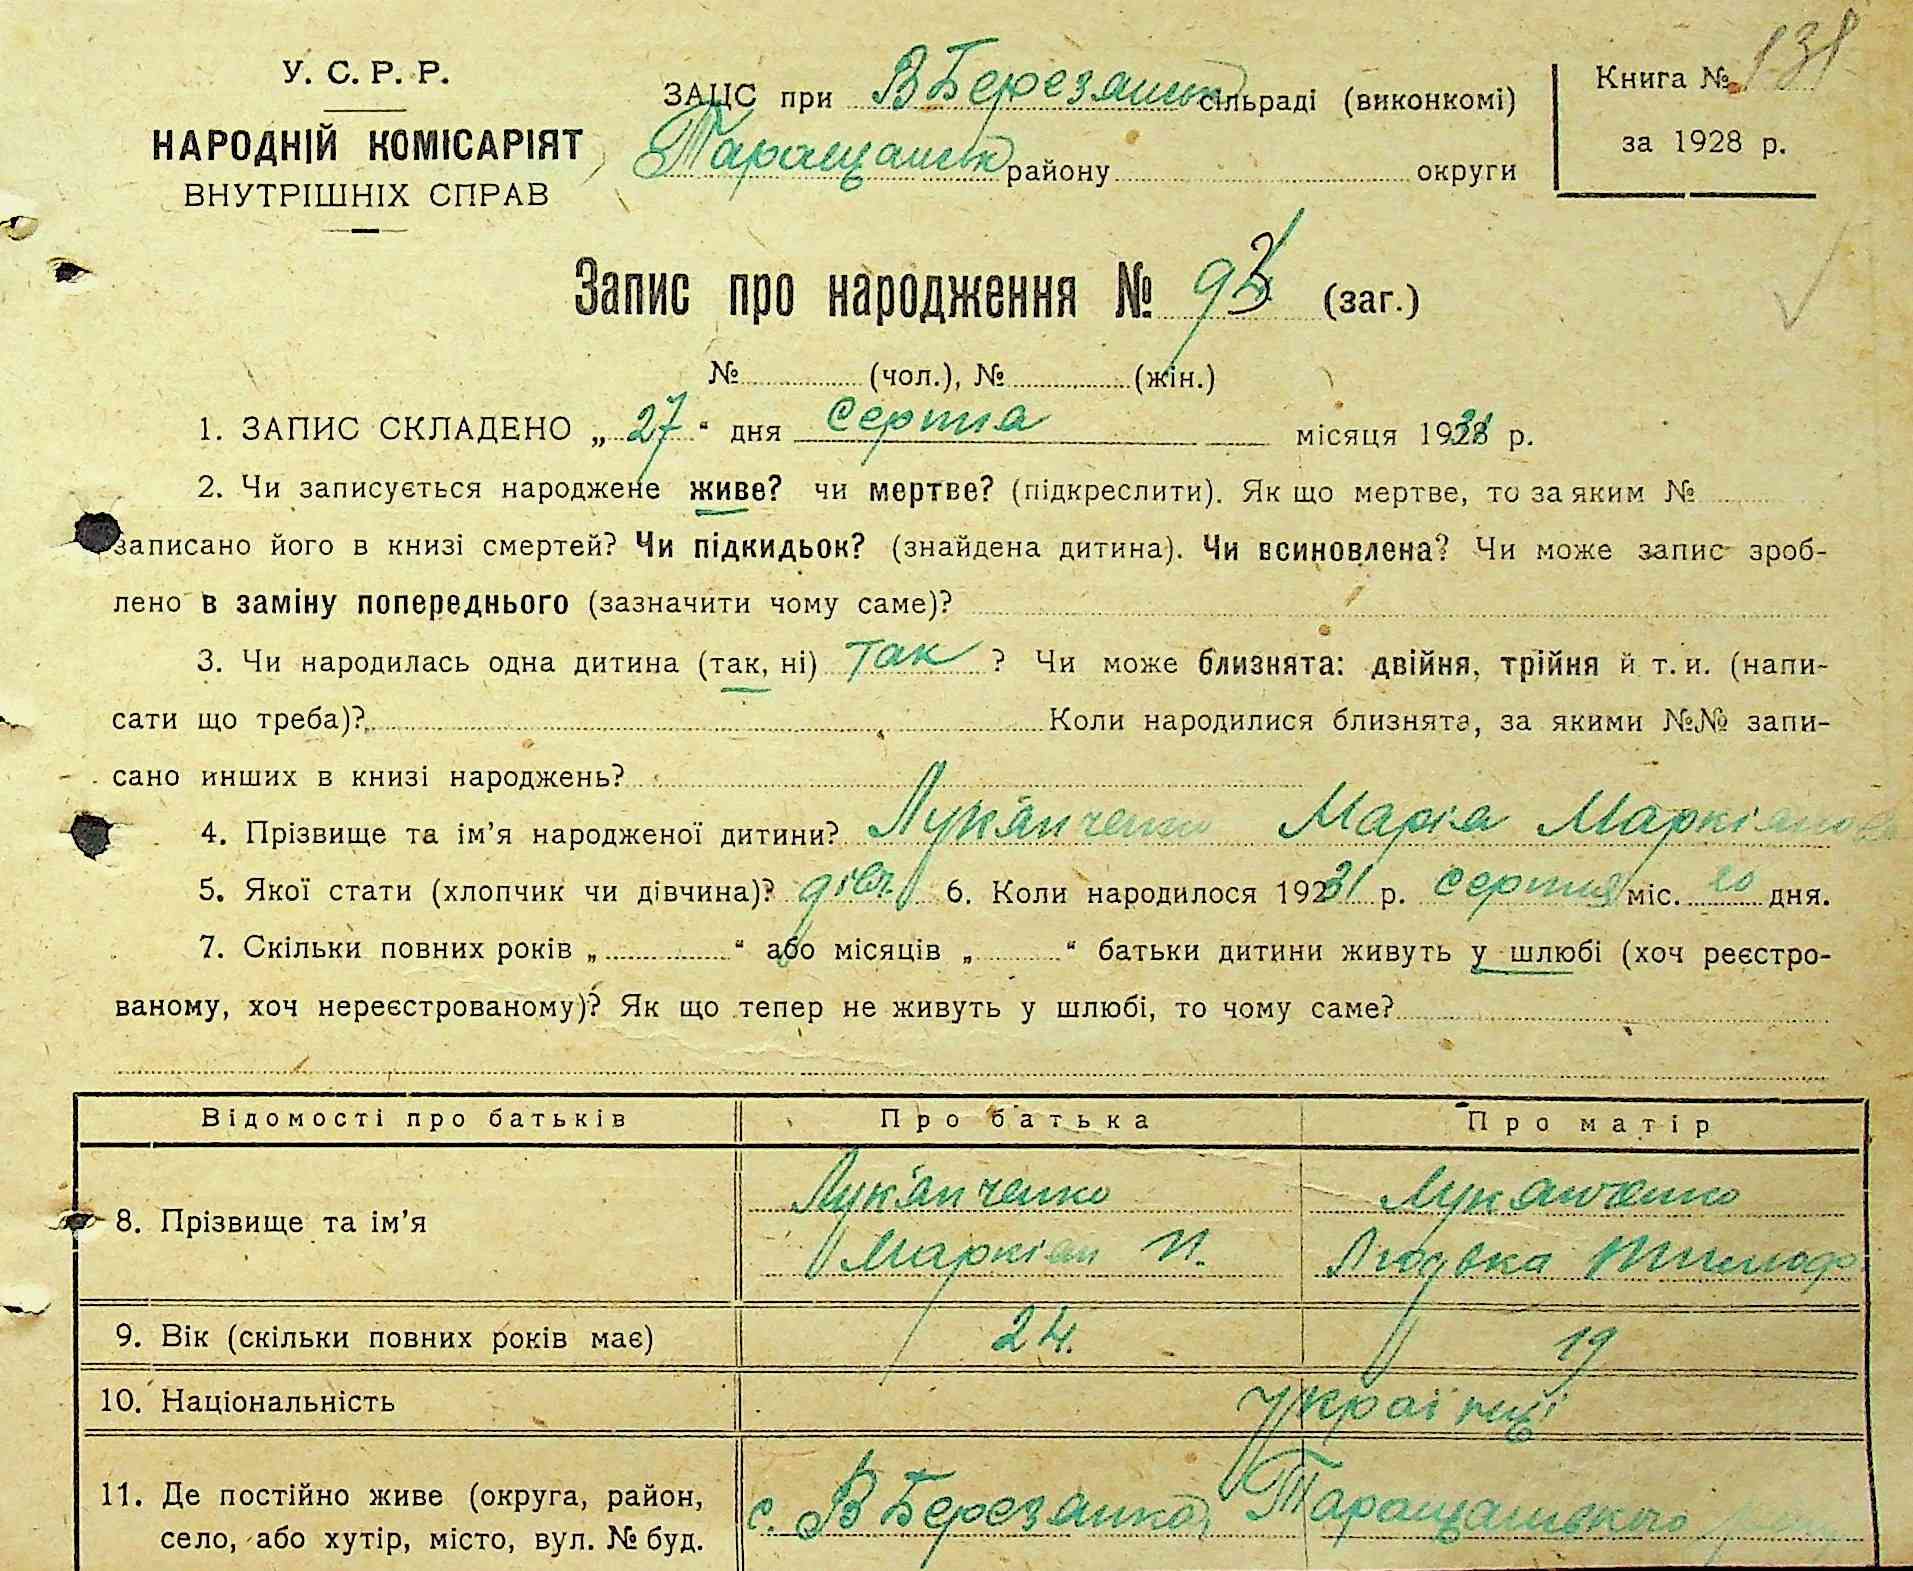 У. С. Р. Р.
НАРОДНІЙ КОМІСАРІЯТ
ВНУТРІШНІХ СПРАВ
ЗАЦС при В Березанськ сільраді (виконкомі)
Таращанськ району округи
Книга № 131
за 1928 р.
Запис про народження № 93 (заг.)
№ (чол.), № (жін.)
1. ЗАПИС СКЛАДЕНО „ 27 “ дня серпня місяця 1931 р.
2. Чи записується народжене живе? чи мертве? (підкреслити). Як що мертве, то за яким №
записано його в книзі смертей? Чи підкидьок? (знайдена дитина). Чи всиновлена? Чи може запис зроб-
лено в заміну попереднього (зазначити чому саме)?
3. Чи народилась одна дитина (так, ні) так ? Чи може близнята: двійня, трійня й т. и. (напи-
сати що треба)? Коли народилися близнята, за якими №№ запи-
сано инших в книзі народжень?
4. Прізвище та ім’я народженої дитини? Лук'янченко Марія Маркіянова
5. Якої стати (хлопчик чи дівчина)? дівч. 6. Коли народилося 1931 р. серпня міс. 20 дня.
7. Скільки повних років „ “ або місяців „ “ батьки дитини живуть у шлюбі (хоч реєстро-
ваному, хоч нереєстрованому)? Як що тепер не живуть у шлюбі, то чому саме?
Відомості про батьків Про батька Про матір
8. Прізвище та ім’я Лук'янченко Лук'янченко
Маркіян П.
9. Вік (скільки повних років має) 24. 19
10. Національність Українці
11. Де постійно живе (округа, район, с. В Березанка, Таращанського
село, або хутір, місто, вул. № буд.